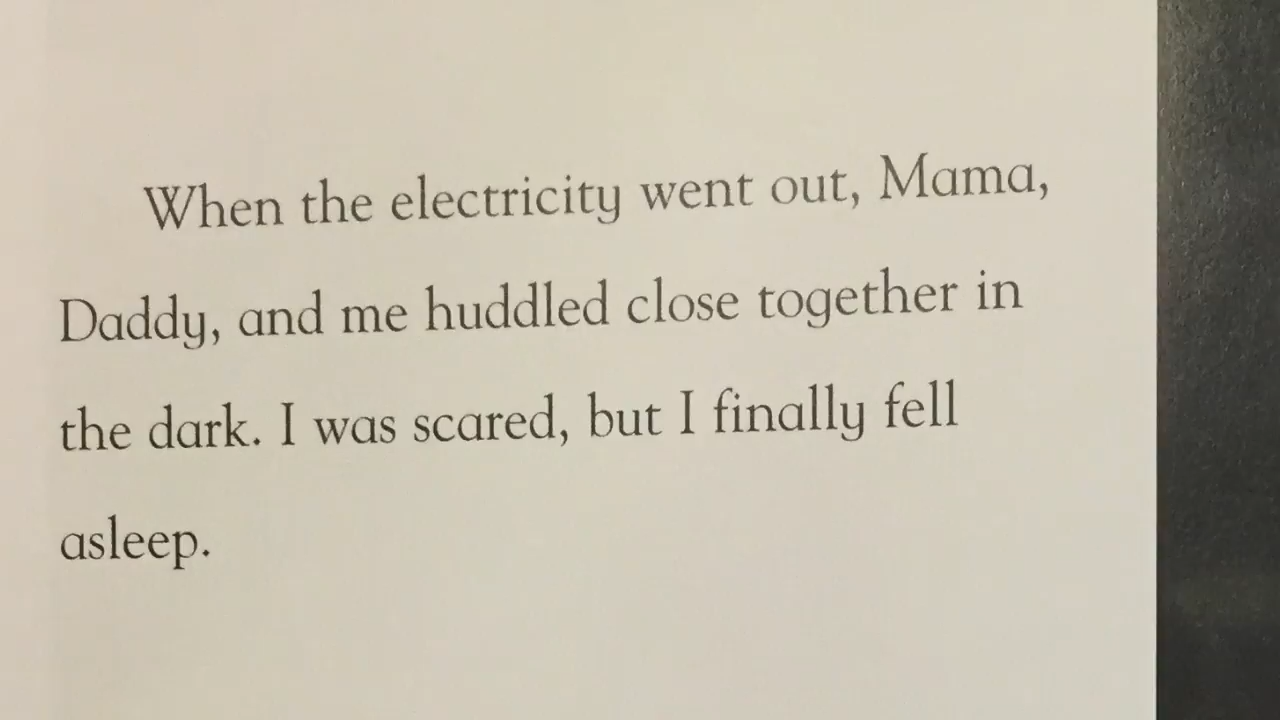 When the electricity went out, Mama,
Daddy, and me huddled close together in
the dark. I was scared, but I finally fell
asleep.